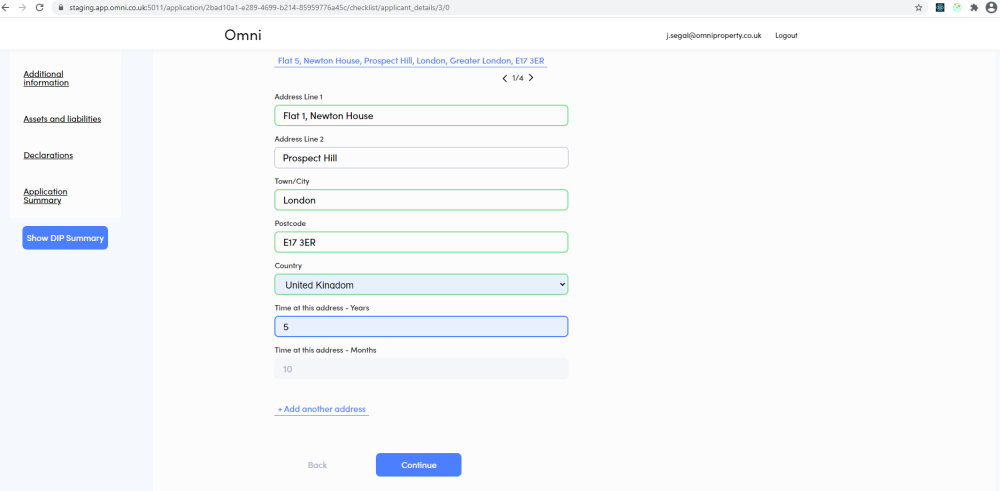 staging.app.omni.co.uk:5011/application/2bad10a1-e289-4699-b214-85959776a45c/checklist/applicant_details/3/0
Omni
j.segal@omniproperty.co.uk Logout
Additional
information
Assets and liabilities
Declarations
Application
Summary
Show DIP Summary
Flat 5, Newton House, Prospect Hill, London, Greater London, E17 3ER
1/4
Address Line 1
Flat 1, Newton House
Address Line 2
Prospect Hill
Town/City
London
Postcode
E17 3ER
Country
United Kingdom
Time at this address - Years
5
Time at this address - Months
10
+ Add another address
Back Continue